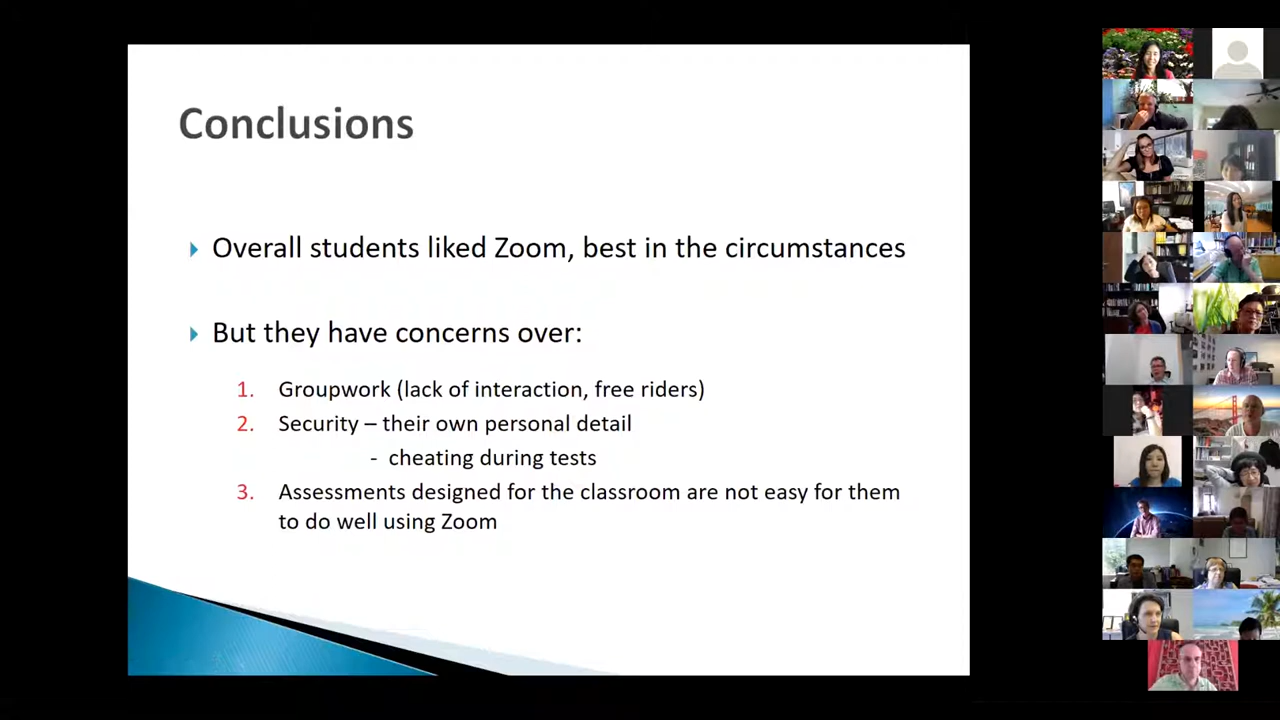 Conclusions
Overall students liked Zoom, best in the circumstances
But they have concerns over:
1. Groupwork (lack of interaction, free riders)
2. Security – their own personal detail
- cheating during tests
3. Assessments designed for the classroom are not easy for them
to do well using Zoom